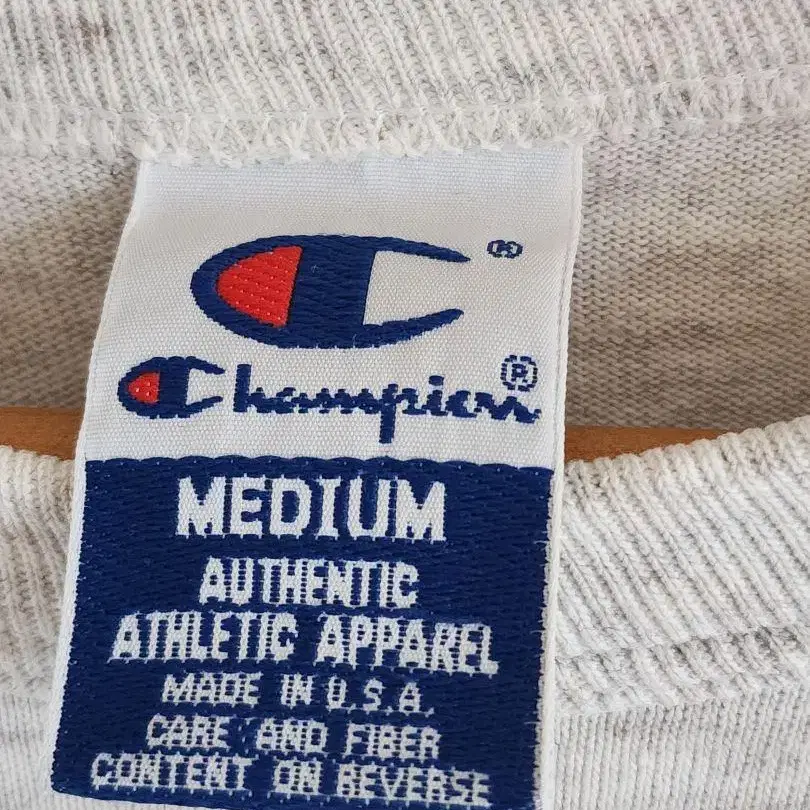 ®
Champion®
MEDIUM
AUTHENTIC
ATHLETIC APPAREL
MADE IN U.S.A.
CARE AND FIBER
CONTENT ON REVERSE